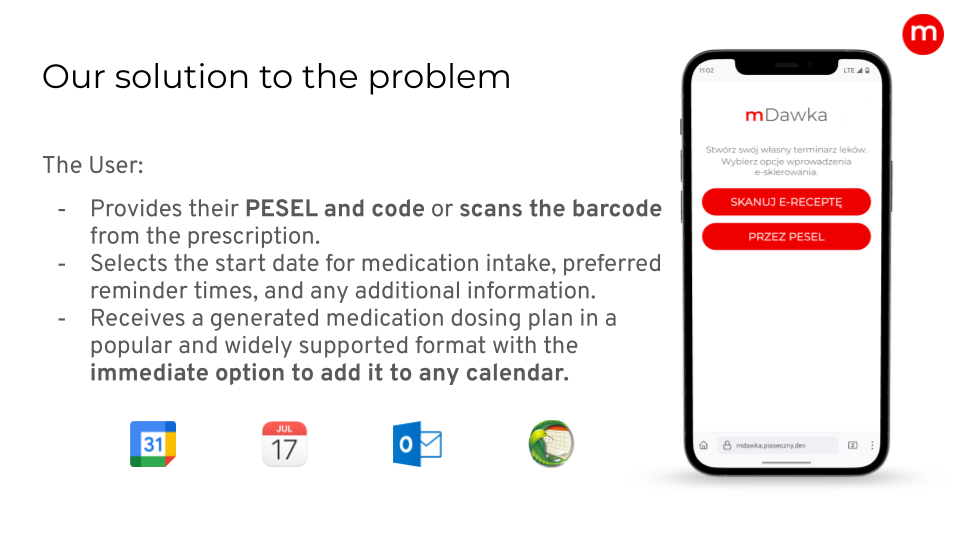 m
Our solution to the problem
The User:
- Provides their PESEL and code or scans the barcode
from the prescription.
- Selects the start date for medication intake, preferred
reminder times, and any additional information.
- Receives a generated medication dosing plan in a
popular and widely supported format with the
immediate option to add it to any calendar.
31
JUL
17
O
11:02 LTE
mDawka
Stwórz swój własny terminarz leków.
Wybierz opcje wprowadzenia
e-skierowania.
SKANUJ E-RECEPTĘ
PRZEZ PESEL
mdawka.piaseczny.dev
2